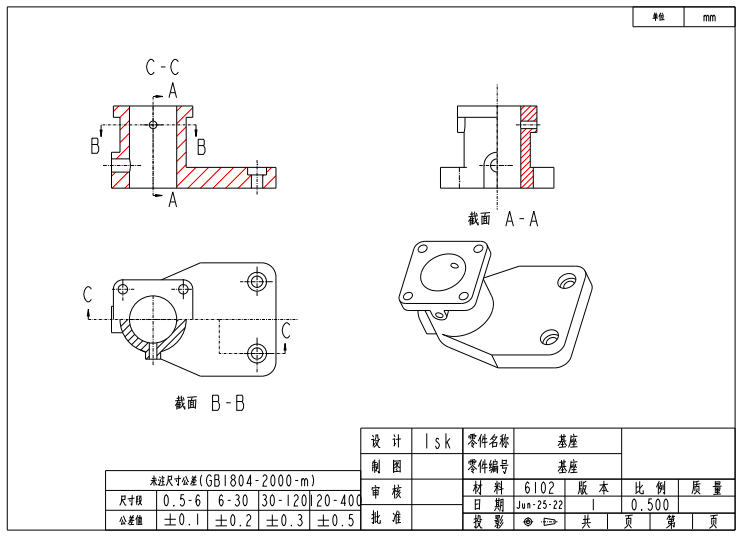 单位 mm
C-C
A
B B
A
截面 A-A
C
C
截面 B-B
设 计 lsk 零件名称 基座
制 图 零件编号 基座
未注尺寸公差(GB1804-2000-m)
审 核 材 料 6102 版 本 比 例 质 量
尺寸段 0.5-6 6-30 30-120 120-400
日 期 Jun-25-22 1 0.500
公差值 ±0.1 ±0.2 ±0.3 ±0.5
批 准 投 影 共 页 第 页